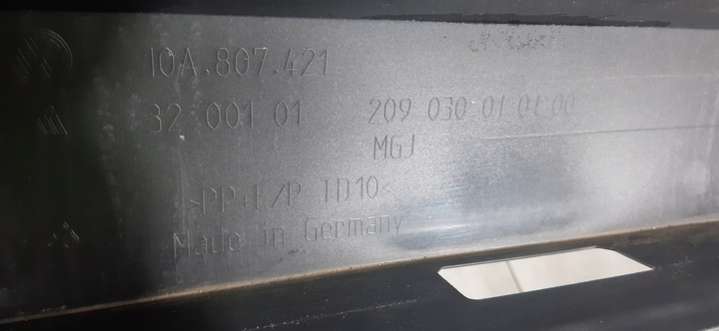 10A.807.421
32 001 01 209 030 01 01 00
MGJ
>PP+E/P TD10<
Made in Germany